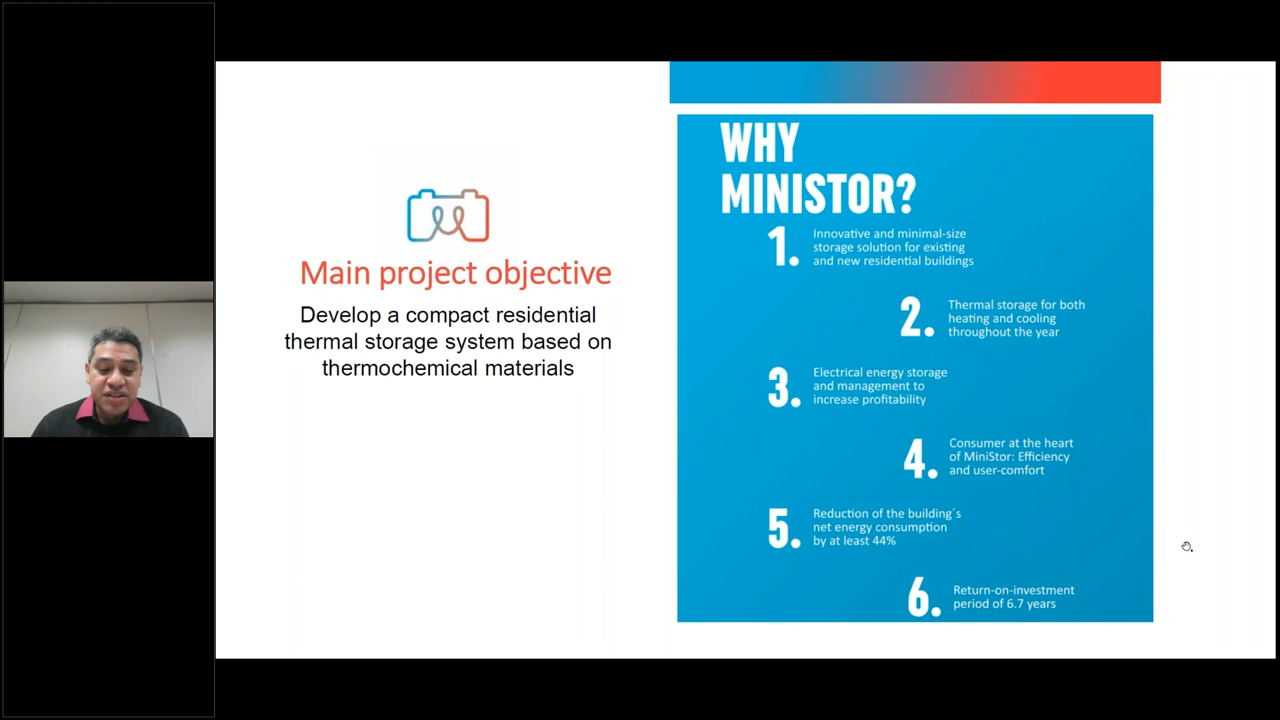 Main project objective
Develop a compact residential
thermal storage system based on
thermochemical materials
WHY
MINISTOR?
1.
Innovative and minimal-size
storage solution for existing
and new residential buildings
2.
Thermal storage for both
heating and cooling
throughout the year
3.
Electrical energy storage
and management to
increase profitability
4.
Consumer at the heart
of MiniStor: Efficiency
and user-comfort
5.
Reduction of the building´s
net energy consumption
by at least 44%
6.
Return-on-investment
period of 6.7 years